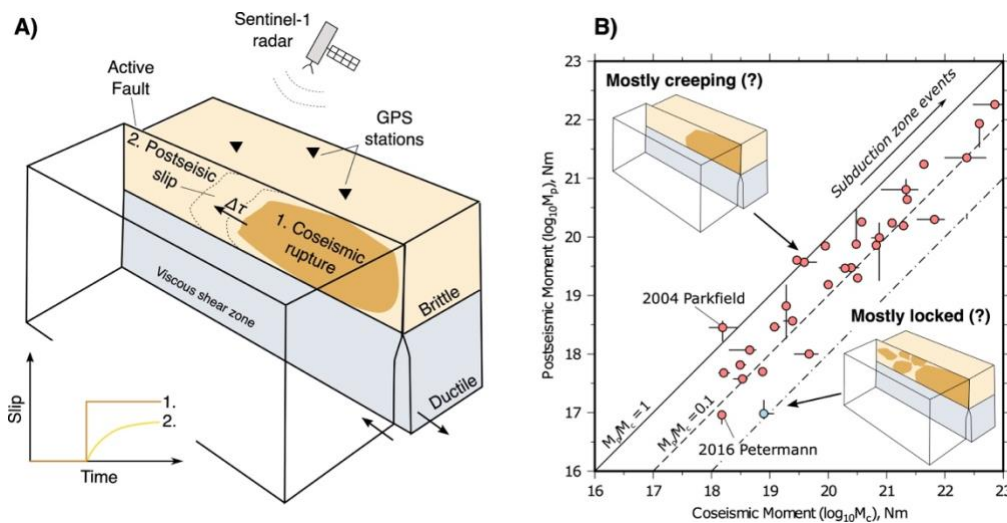 A)
Sentinel-1
radar
Active
Fault
GPS
stations
2. Postseisic
slip
Δτ
1. Coseismic
rupture
Viscous shear zone
Brittle
Ductile
Slip
1.
2.
Time
B)
Postseismic Moment (log10Mp), Nm
23
22
21
20
19
18
17
16
Mostly creeping (?)
Subduction zone events
2004 Parkfield
Mostly locked (?)
Mp/Mc = 1
Mp/Mc = 0.1
2016 Petermann
16
17
18
19
20
21
22
23
Coseismic Moment (log10Mc), Nm